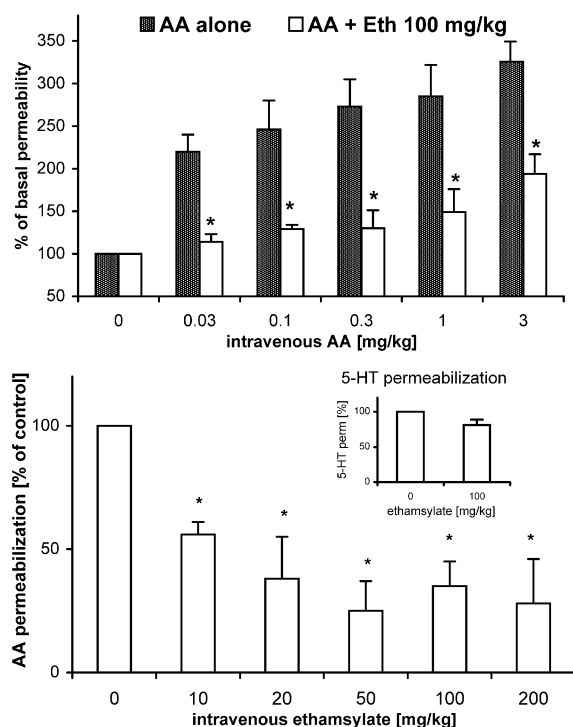 AA alone AA + Eth 100 mg/kg
% of basal permeability
350
300
250
200
150
100
50
* * * * *
0 0.03 0.1 0.3 1 3
intravenous AA [mg/kg]
AA permeabilization [% of control]
100
50
0
* * * * *
0 10 20 50 100 200
intravenous ethamsylate [mg/kg]
5-HT permeabilization
5-HT perm [%]
100
50
0
0 100
ethamsylate [mg/kg]